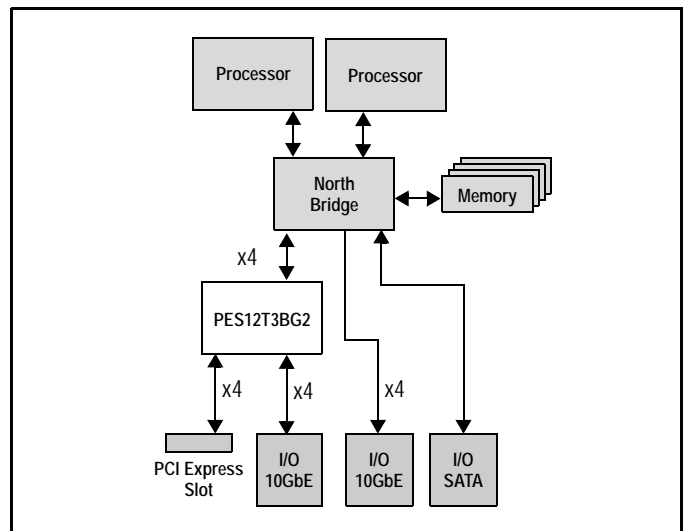 Processor
Processor
North
Bridge
Memory
x4
PES12T3BG2
x4
x4
x4
PCI Express
Slot
I/O
10GbE
I/O
10GbE
I/O
SATA